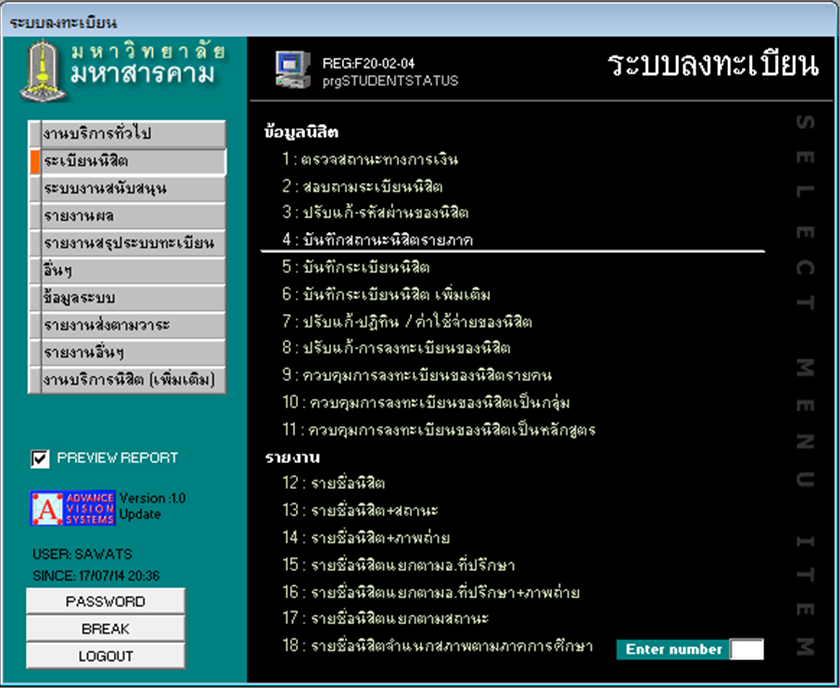 ระบบลงทะเบียน
มหาวิทยาลัย
มหาสารคาม
REG:F20-02-04
prgSTUDENTSTATUS
ระบบลงทะเบียน
งานบริการทั่วไป
ระเบียนนิสิต
ระบบงานสนับสนุน
รายงานผล
รายงานสรุประบบทะเบียน
อื่นๆ
ข้อมูลระบบ
รายงานส่งตามวาระ
รายงานอื่นๆ
งานบริการนิสิต (เพิ่มเติม)
PREVIEW REPORT
A ADVANCE
VISION
SYSTEMS
Version :1.0
Update
USER: SAWATS
SINCE: 17/07/14 20:36
PASSWORD
BREAK
LOGOUT
ข้อมูลนิสิต
1 : ตรวจสถานะทางการเงิน
2 : สอบถามระเบียนนิสิต
3 : ปรับแก้-รหัสผ่านของนิสิต
4 : บันทึกสถานะนิสิตรายภาค
5 : บันทึกระเบียนนิสิต
6 : บันทึกระเบียนนิสิต เพิ่มเติม
7 : ปรับแก้-ปฏิทิน / ค่าใช้จ่ายของนิสิต
8 : ปรับแก้-การลงทะเบียนของนิสิต
9 : ควบคุมการลงทะเบียนของนิสิตรายคน
10 : ควบคุมการลงทะเบียนของนิสิตเป็นกลุ่ม
11 : ควบคุมการลงทะเบียนของนิสิตเป็นหลักสูตร
รายงาน
12 : รายชื่อนิสิต
13 : รายชื่อนิสิต+สถานะ
14 : รายชื่อนิสิต+ภาพถ่าย
15 : รายชื่อนิสิตแยกตามอ.ที่ปรึกษา
16 : รายชื่อนิสิตแยกตามอ.ที่ปรึกษา+ภาพถ่าย
17 : รายชื่อนิสิตแยกตามสถานะ
18 : รายชื่อนิสิตจำแนกสภาพตามภาคการศึกษา
Enter number
SELECT MENU ITEM